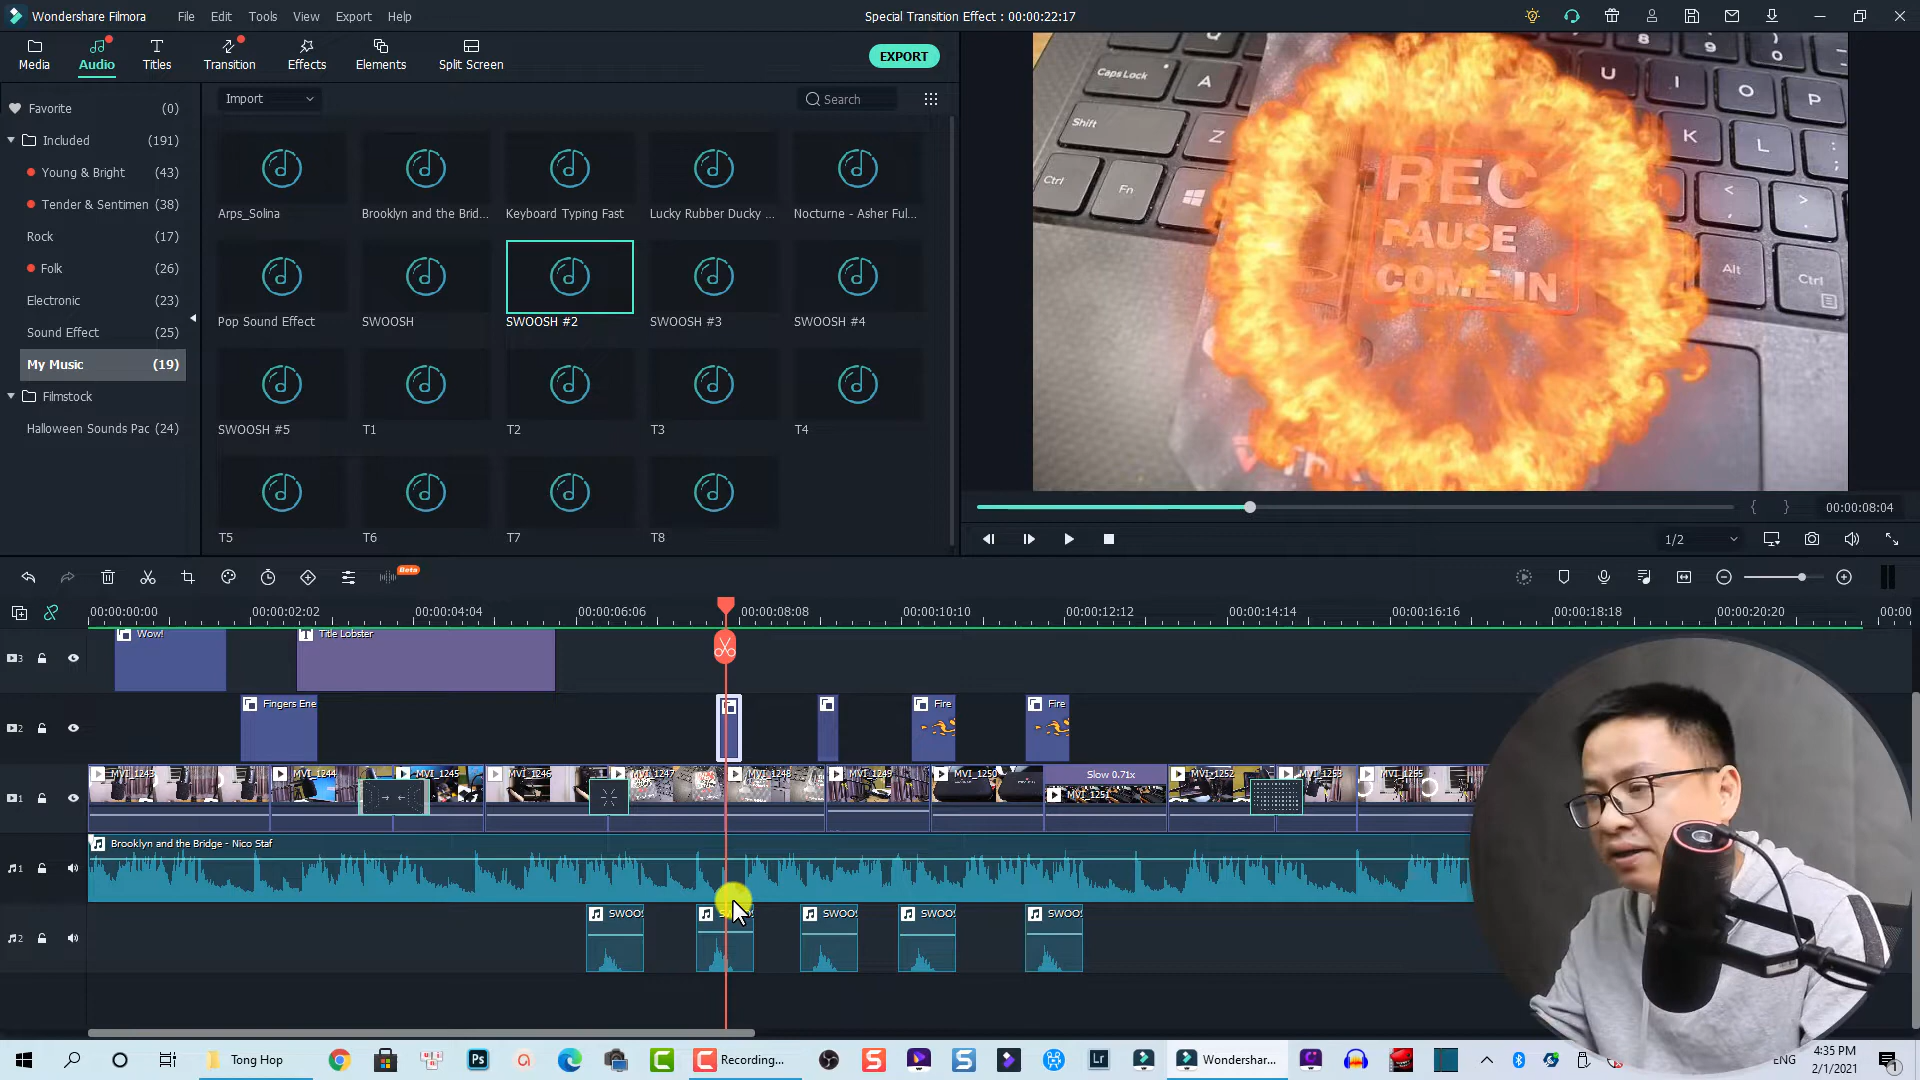 Wondershare Filmora File Edit Tools View Export Help
Special Transition Effect : 00:00:22:17
Media Audio Titles Transition Effects Elements Split Screen
EXPORT
Favorite (0)
Included (191)
Young & Bright (43)
Tender & Sentimen (38)
Rock (17)
Folk (26)
Electronic (23)
Sound Effect (25)
My Music (19)
Filmstock
Halloween Sounds Pac (24)
Import
Search
Arps_Solina
Brooklyn and the Brid...
Keyboard Typing Fast
Lucky Rubber Ducky ...
Nocturne - Asher Ful...
Pop Sound Effect
SWOOSH
SWOOSH #2
SWOOSH #3
SWOOSH #4
SWOOSH #5
T1
T2
T3
T4
T5
T6
T7
T8
Caps Lock
A
U
I
O
P
Shift
Z
K
L
Ctrl
Fn
Alt
Ctrl
REC
PAUSE
COME IN
00:00:08:04
1/2
Beta
00:00:00:00 00:00:02:02 00:00:04:04 00:00:06:06 00:00:08:08 00:00:10:10 00:00:12:12 00:00:14:14 00:00:16:16 00:00:18:18 00:00:20:20 00:00
3
Wow!
Title Lobster
2
Fingers Ene
Fire
Fire
1
MVI_1243
MVI_1244
MVI_1245
MVI_1246
MVI_1247
MVI_1248
MVI_1249
MVI_1250
Slow 0.71x
MVI_1251
MVI_1252
MVI_1253
MVI_1255
1
Brooklyn and the Bridge - Nico Staf
2
SWOO
SWOO
SWOO
SWOO
Tong Hop
Ps
Recording...
Lr
Wondershar...
ENG
4:35 PM
2/1/2021